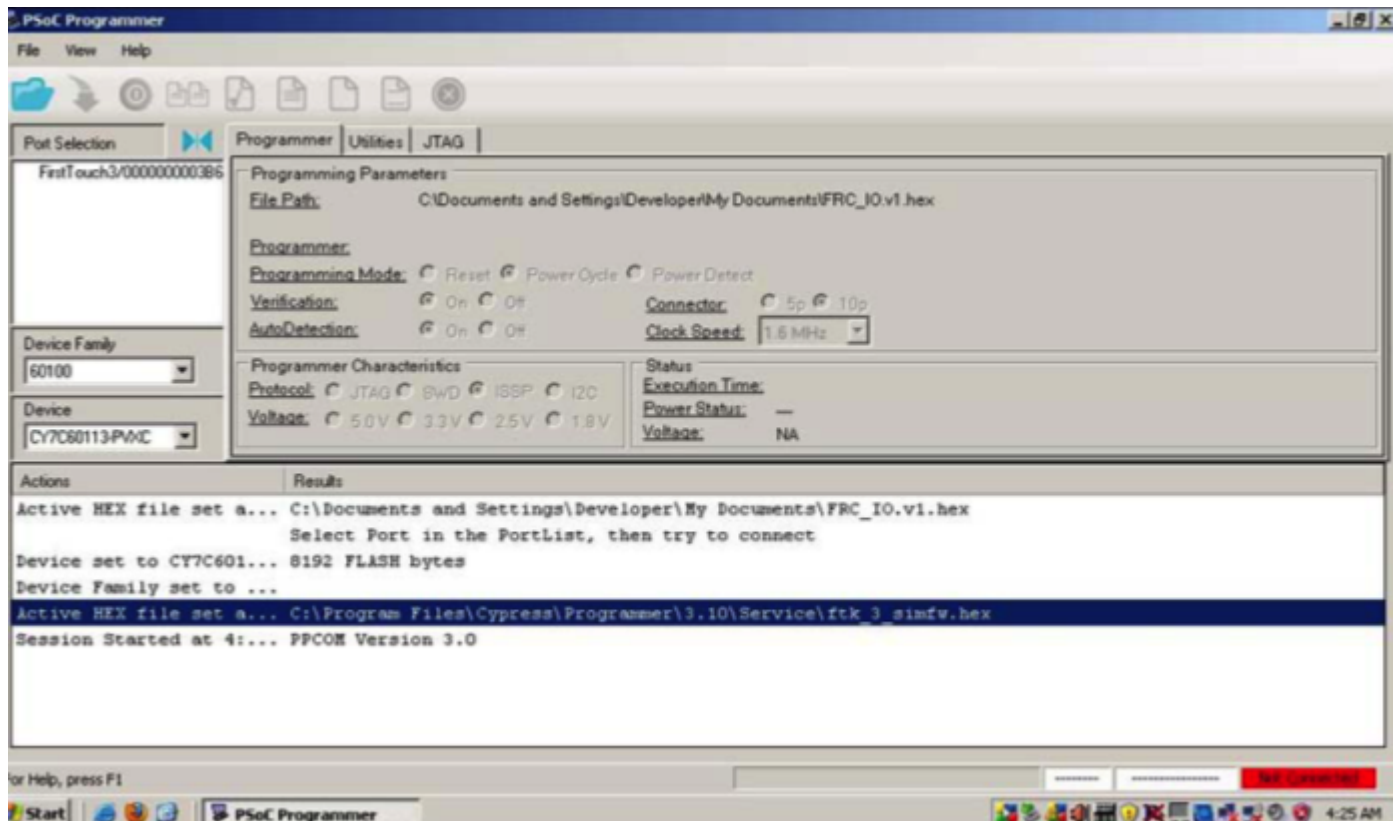 PSoC Programmer
File View Help
Port Selection
FirstTouch3/0000000003B6
Programmer Utilities JTAG
Programming Parameters
File Path: C:\Documents and Settings\Developer\My Documents\FRC_IO.v1.hex
Programmer:
Programming Mode: Reset Power Cycle Power Detect
Verification: On Off
Connector: 5p 10p
AutoDetection: On Off
Clock Speed: 1.6 MHz
Device Family
60100
Device
CY7C60113-PVXC
Programmer Characteristics
Protocol: JTAG SWD ISSP I2C
Voltage: 5.0 V 3.3 V 2.5 V 1.8 V
Status
Execution Time:
Power Status: —
Voltage: NA
Actions Results
Active HEX file set a... C:\Documents and Settings\Developer\My Documents\FRC_IO.v1.hex
Select Port in the PortList, then try to connect
Device set to CY7C601... 8192 FLASH bytes
Device Family set to ...
Active HEX file set a... C:\Program Files\Cypress\Programmer\3.10\Service\ftk_3_simfw.hex
Session Started at 4:... PPCOM Version 3.0
or Help, press F1
Not Connected
Start PSoC Programmer 4:25 AM